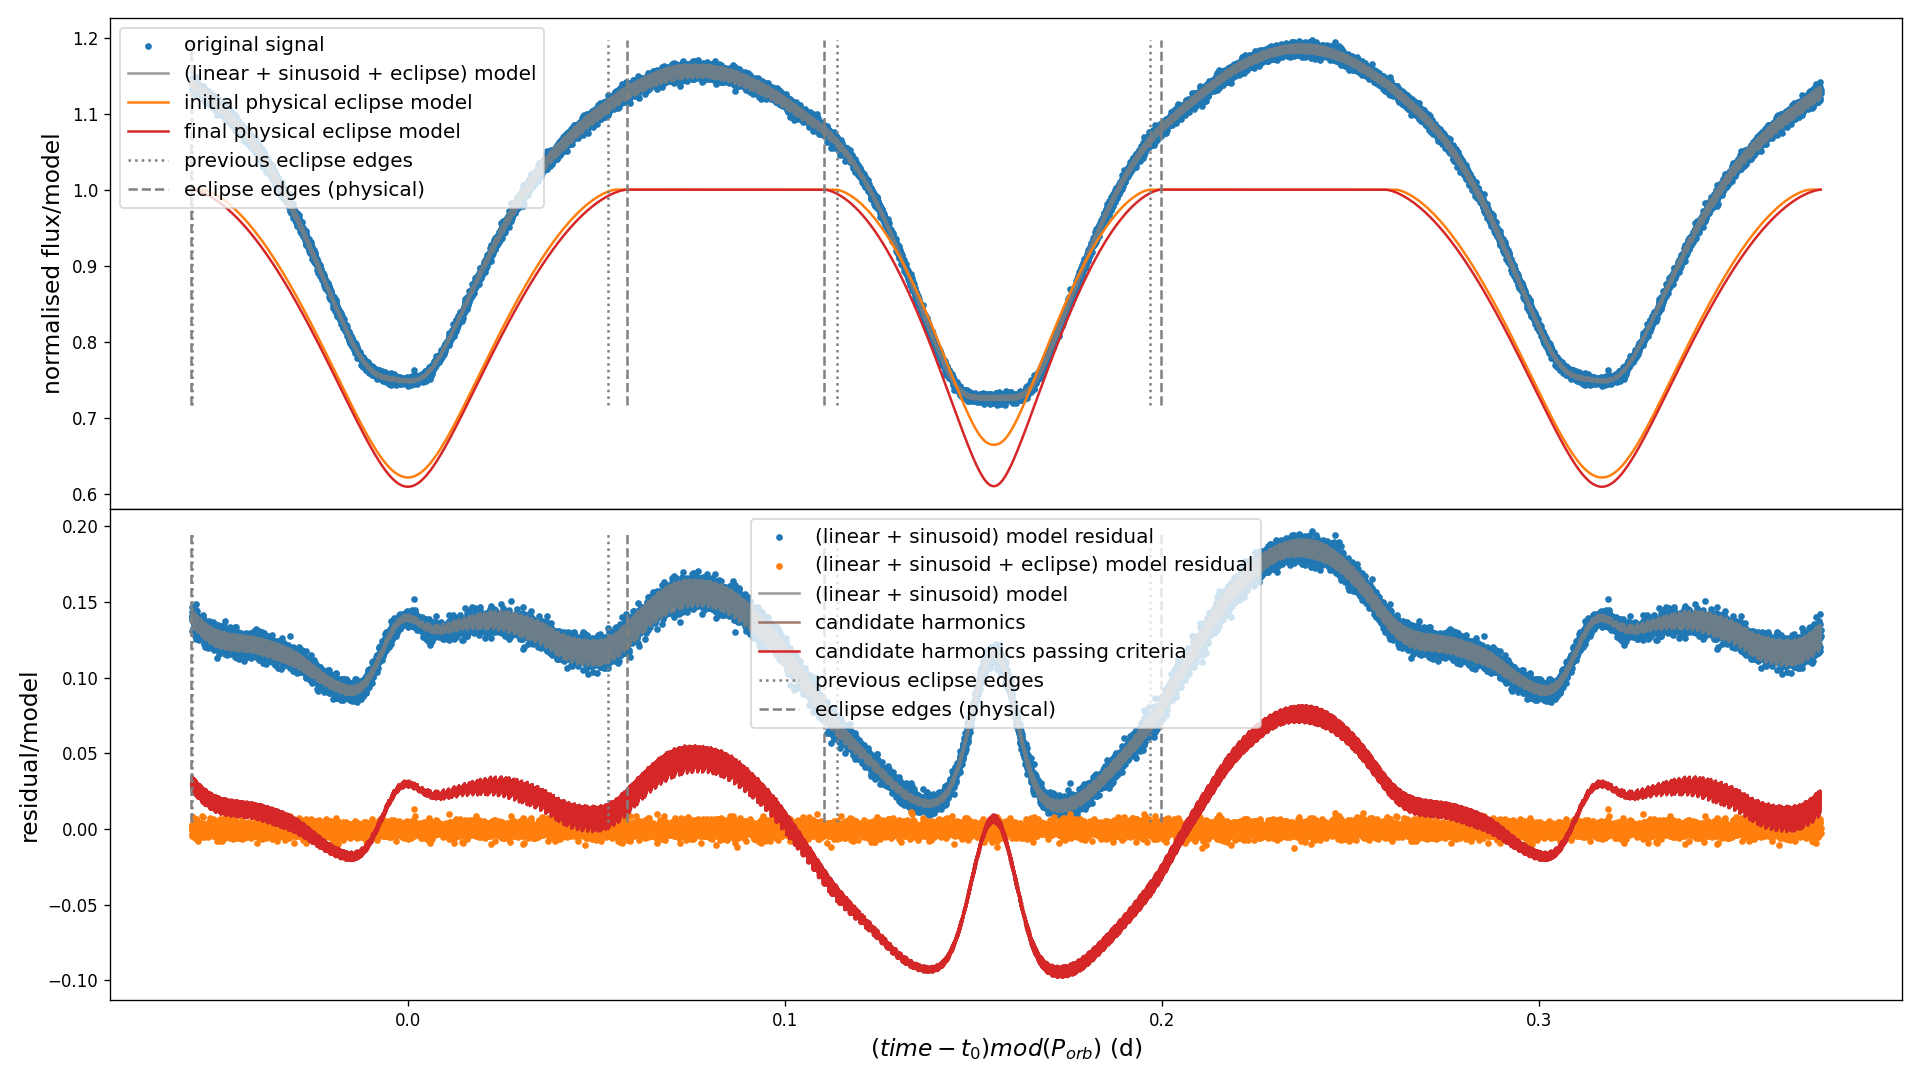 original signal
(linear + sinusoid + eclipse) model
initial physical eclipse model
final physical eclipse model
previous eclipse edges
eclipse edges (physical)
normalised flux/model
1.2
1.1
1.0
0.9
0.8
0.7
0.6
(linear + sinusoid) model residual
(linear + sinusoid + eclipse) model residual
(linear + sinusoid) model
candidate harmonics
candidate harmonics passing criteria
previous eclipse edges
eclipse edges (physical)
residual/model
0.20
0.15
0.10
0.05
0.00
−0.05
−0.10
0.0 0.1 0.2 0.3
(time − t₀)mod(P_orb) (d)